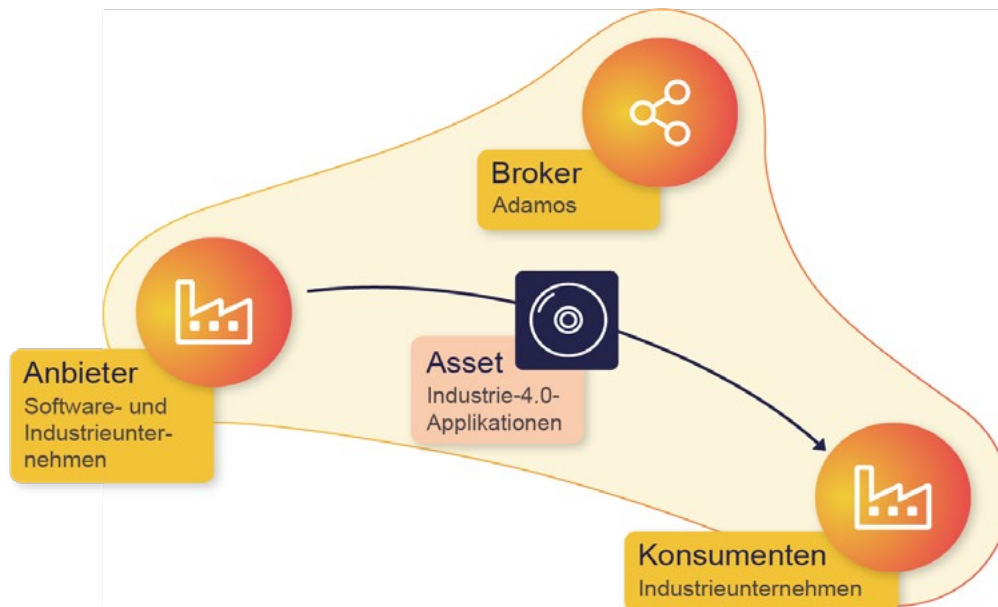 Broker
Adamos
Anbieter
Software- und
Industrieunter-
nehmen
Asset
Industrie-4.0-
Applikationen
Konsumenten
Industrieunternehmen